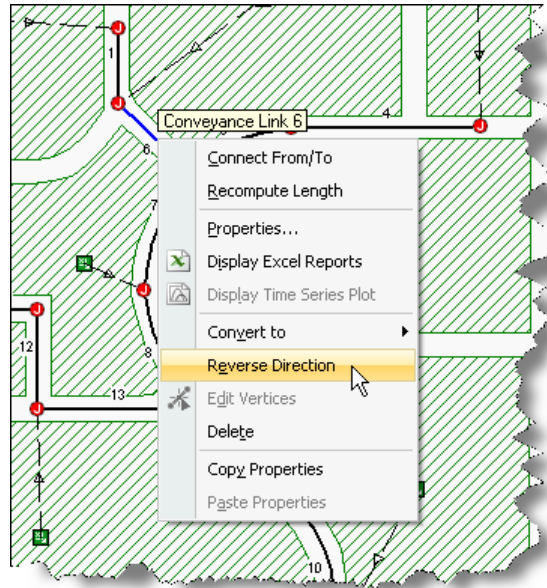 1
Conveyance Link 6
4
6
Connect From/To
Recompute Length
7
Properties...
Display Excel Reports
Display Time Series Plot
Convert to
12
8
Reverse Direction
13
Edit Vertices
Delete
Copy Properties
Paste Properties
10